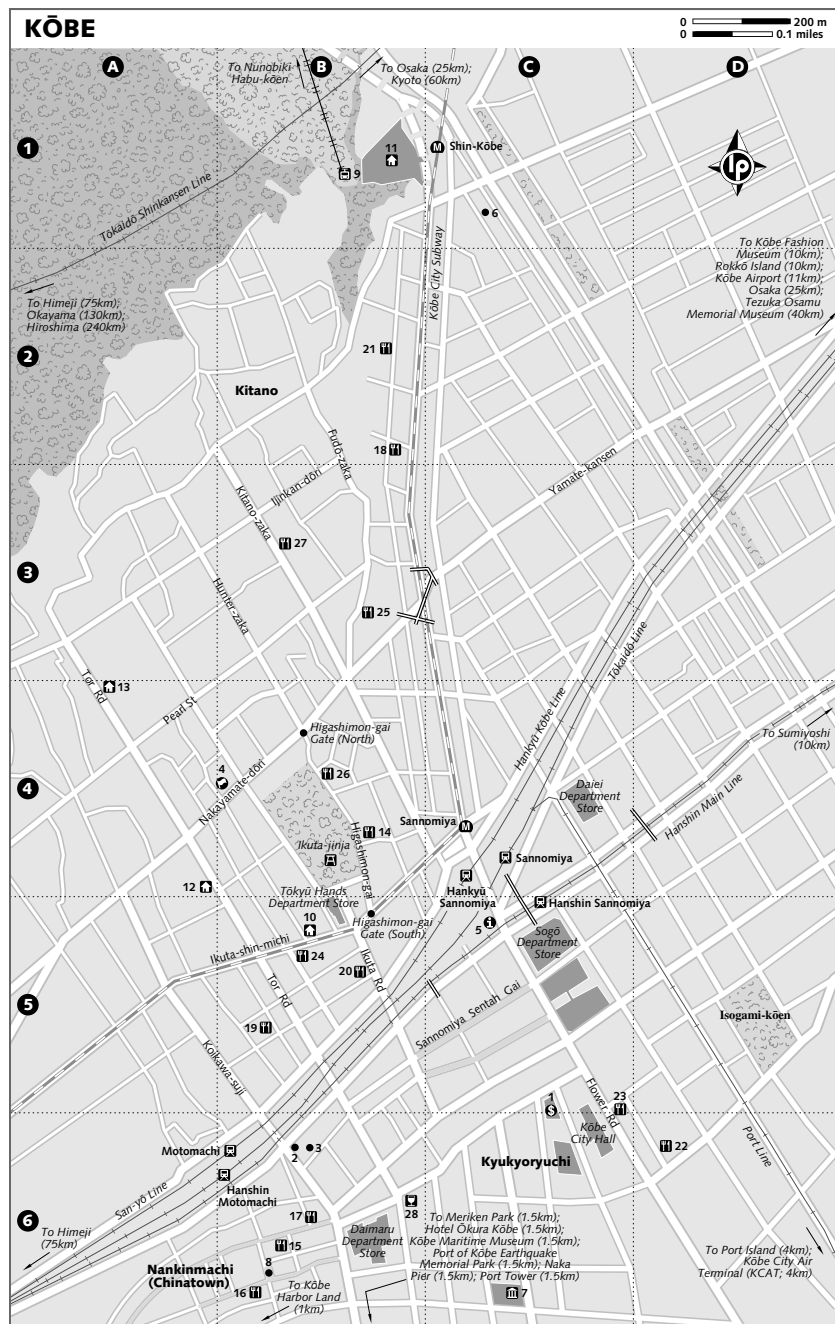 KŌBE
0 200 m
0 0.1 miles
A
B
C
D
To Nunobiki
Habu-kōen
To Osaka (25km);
Kyoto (60km)
1
11
Shin-Kōbe
9
6
lp
Tōkaidō Shinkansen Line
Kōbe City Subway
To Himeji (75km);
Okayama (130km);
Hiroshima (240km)
To Kōbe Fashion
Museum (10km);
Rokkō Island (10km);
Kōbe Airport (11km);
Osaka (25km);
Tezuka Osamu
Memorial Museum (40km)
2
21
Kitano
18
Fudō-zaka
Ijinkan-dōri
Kitano-zaka
Yamate-kansen
27
3
Hunter-zaka
25
Tor Rd
13
Pearl St
Tōkaidō Line
Hankyū Kōbe Line
Higashimon-gai
Gate (North)
To Sumiyoshi
(10km)
4
4
Nakayamate-dōri
26
Daiei
Department
Store
Hanshin Main Line
Sannomiya
M
14
Higashimon-gai
Ikuta-jinja
Sannomiya
12
Hankyū
Sannomiya
Tōkyū Hands
Department Store
Hanshin Sannomiya
10
Higashimon-gai
Gate (South)
5
Sogō
Department
Store
Ikuta-shin-michi
24
20
Ikuta Rd
5
Tor Rd
Sannomiya Sentah Gai
Isogami-kōen
19
Koikawa-suji
1
Flower Rd
23
Kōbe
City Hall
22
Port Line
Motomachi
2
3
Kyukyoryuchi
San-yō Line
Hanshin
Motomachi
6
17
28
To Himeji
(75km)
15
Daimaru
Department
Store
To Meriken Park (1.5km);
Hotel Ōkura Kōbe (1.5km);
Kōbe Maritime Museum (1.5km);
Port of Kōbe Earthquake
Memorial Park (1.5km); Naka
Pier (1.5km); Port Tower (1.5km)
To Port Island (4km);
Kōbe City Air
Terminal (KCAT; 4km)
Nankinmachi
(Chinatown)
8
16
To Kōbe
Harbor Land
(1km)
7